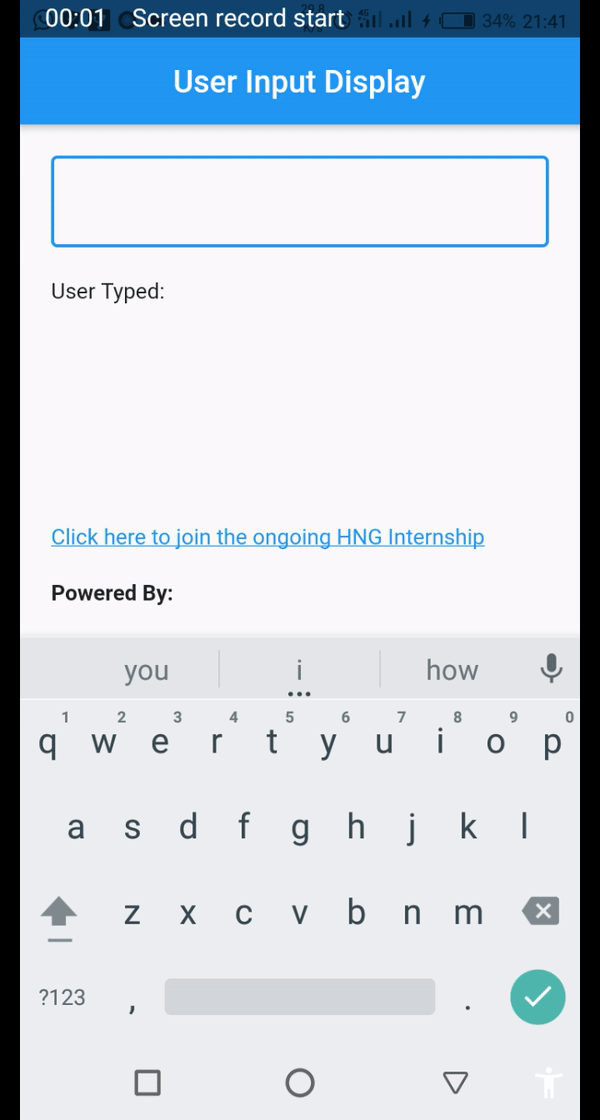 00:01 Screen record start 34% 21:41
User Input Display
User Typed:
Click here to join the ongoing HNG Internship
Powered By:
you i how
1 2 3 4 5 6 7 8 9 0
q w e r t y u i o p
a s d f g h j k l
z x c v b n m
?123 , .